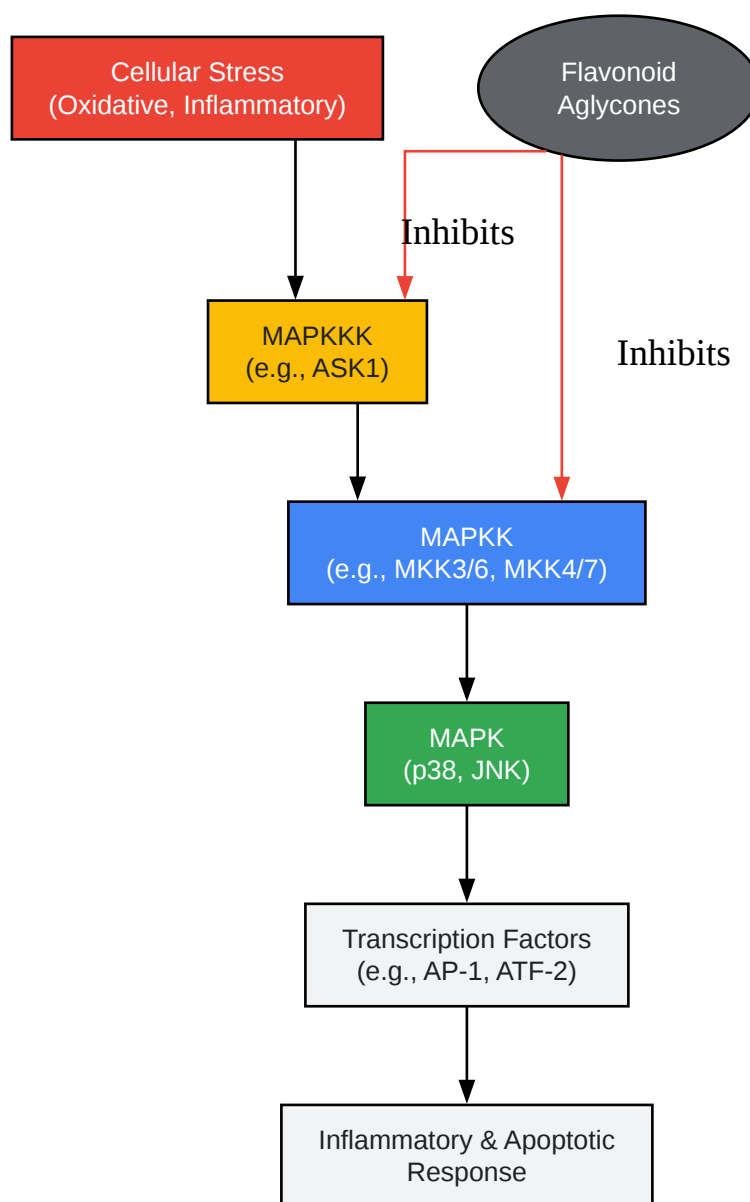 Cellular Stress
(Oxidative, Inflammatory)
Flavonoid
Aglycones
Inhibits
MAPKKK
(e.g., ASK1)
Inhibits
MAPKK
(e.g., MKK3/6, MKK4/7)
MAPK
(p38, JNK)
Transcription Factors
(e.g., AP-1, ATF-2)
Inflammatory & Apoptotic
Response